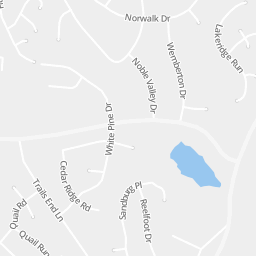 Norwalk Dr
Lakeridge Run
Wemberton Dr
Noble Valley Dr
White Pine Dr
Cedar Ridge Rd
Trails End Ln
Sandburg Pl
Reelfoot Dr
Quail Rd
Quail Run